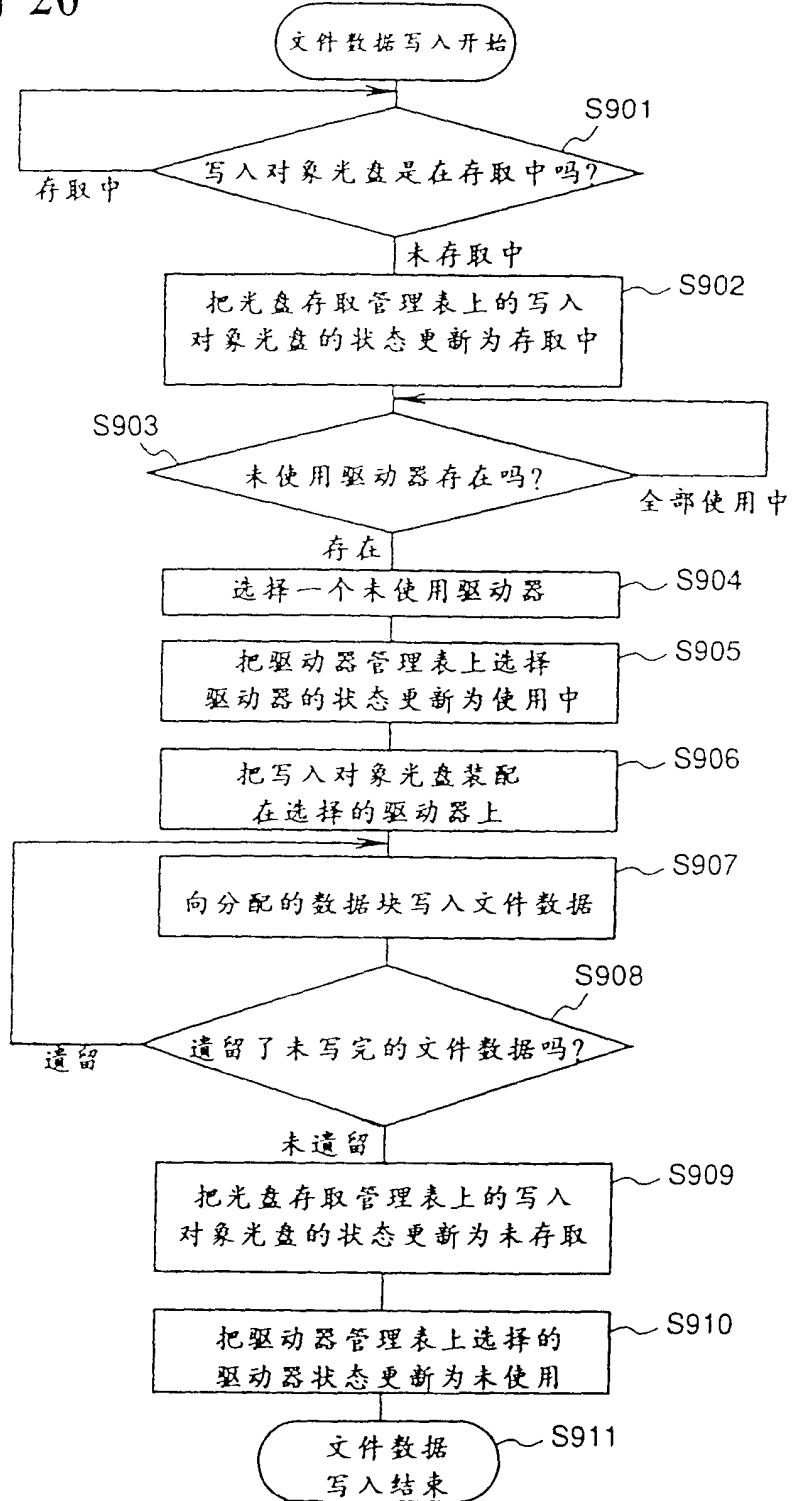 20
文件数据写入开始
S901
写入对象光盘是在存取中吗?
存取中
未存取中
S902
把光盘存取管理表上的写入
对象光盘的状态更新为存取中
S903
未使用驱动器存在吗?
全部使用中
存在
S904
选择一个未使用驱动器
S905
把驱动器管理表上选择
驱动器的状态更新为使用中
S906
把写入对象光盘装配
在选择的驱动器上
S907
向分配的数据块写入文件数据
S908
遗留了未写完的文件数据吗?
遗留
未遗留
S909
把光盘存取管理表上的写入
对象光盘的状态更新为未存取
S910
把驱动器管理表上选择的
驱动器状态更新为未使用
S911
文件数据
写入结束